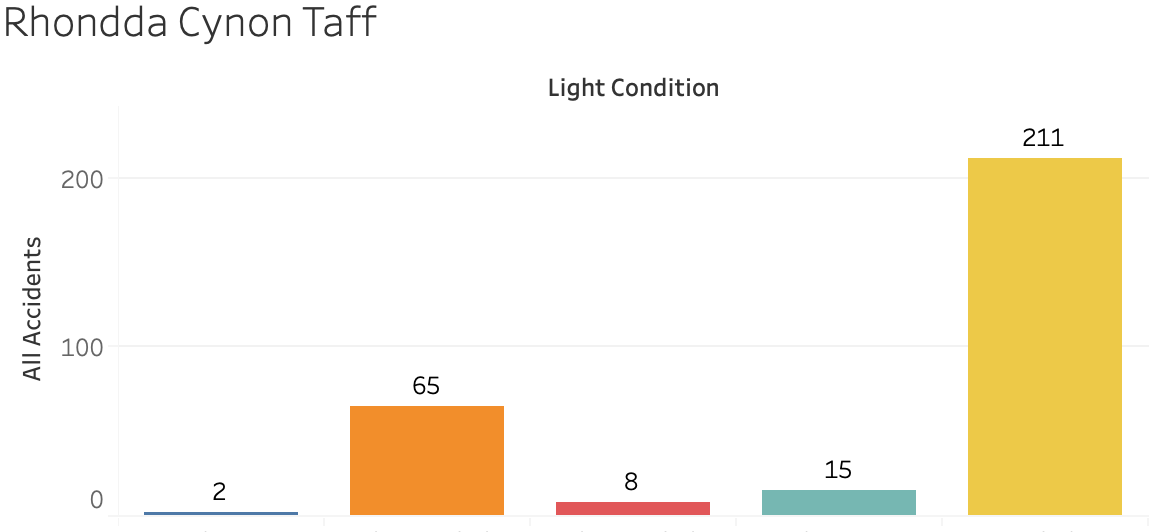 Rhondda Cynon Taff
Light Condition
211
200
All Accidents
100
65
15
8
2
0